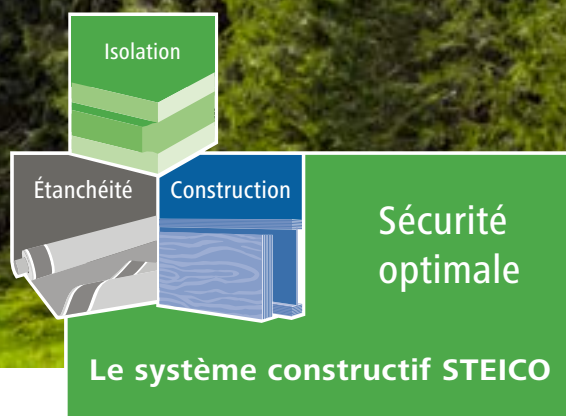 Isolation
Étanchéité
Construction
Sécurité
optimale
Le système constructif STEICO